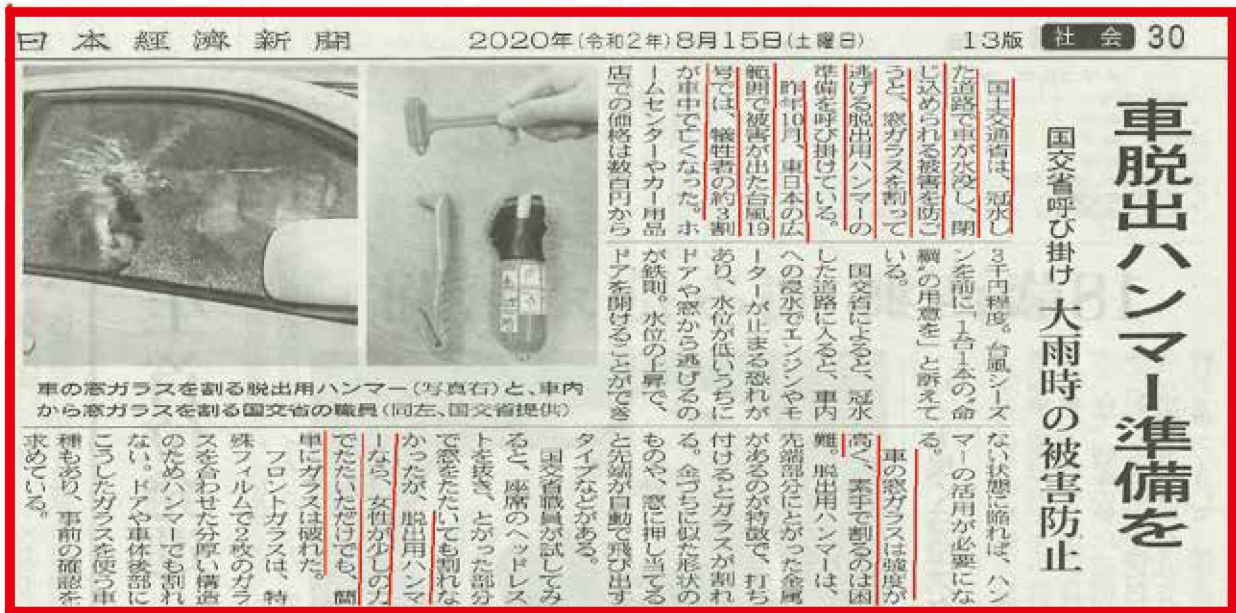 日本経済新聞 2020年(令和2年)8月15日(土曜日) 13版 社会 30
車脱出ハンマー準備を
国交省呼び掛け 大雨時の被害防止
国土交通省は、冠水し
た道路で車が水没し、閉
じ込められる被害を防ご
うと、窓ガラスを割って
逃げる脱出用ハンマーの
準備を呼び掛けている。
昨年10月、東日本の広
範囲で被害が出た台風19
号では、犠牲者の約3割
が車中で亡くなった。ホ
ームセンターやカー用品
店での価格は数百円から
3千円程度。台風シーズ
ンを前に「1台1本の“命
綱”の用意を」と訴えて
いる。
国交省によると、冠水
した道路に入ると、車内
への浸水でエンジンやモ
ーターが止まる恐れが
あり、水位が低いうちに
ドアや窓から逃げるの
が鉄則。水位の上昇で、
ドアを開けることができ
ない状態に陥れば、ハン
マーの活用が必要にな
る。
車の窓ガラスは強度が
高く、素手で割るのは困
難。脱出用ハンマーは、
先端部分にとがった金属
があるのが特徴で、打ち
付けるとガラスが割れ
る。金づちに似た形状の
ものや、窓に押し当てる
と先端が自動で飛び出す
タイプなどがある。
国交省職員が試してみ
ると、座席のヘッドレス
トを抜き、とがった部分
で窓をたたいても割れな
かったが、脱出用ハンマ
ーなら、女性が少しの力
でたたいただけでも、簡
単にガラスは破れた。
フロントガラスは、特
殊フィルムで2枚のガラ
スを合わせた分厚い構造
のためハンマーでも割れ
ない。ドアや車体後部に
こうしたガラスを使う車
種もあり、事前の確認を
求めている。
車の窓ガラスを割る脱出用ハンマー(写真右)と、車内
から窓ガラスを割る国交省の職員(同左、国交省提供)